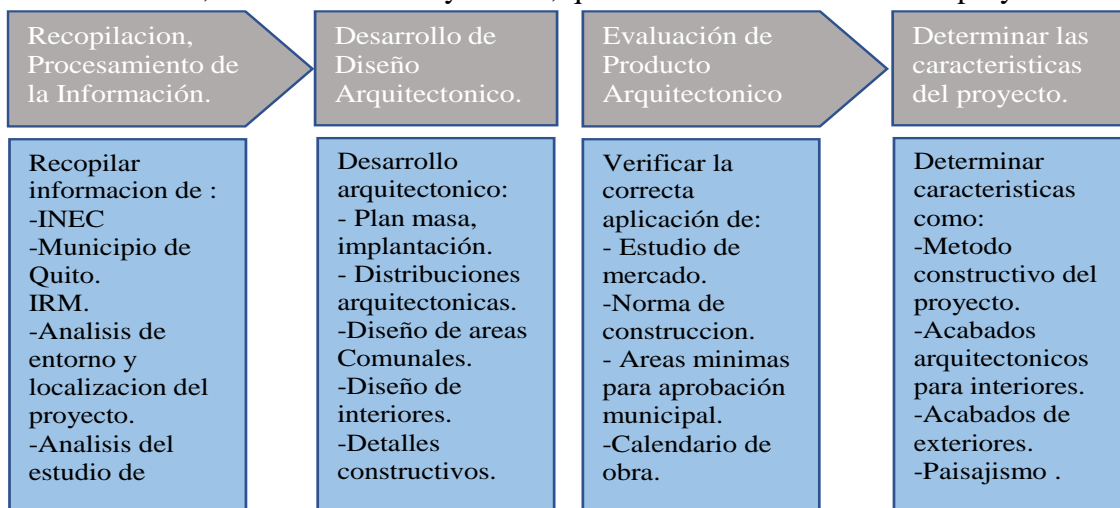 Recopilacion,
Procesamiento de
la Información.
Desarrollo de
Diseño
Arquitectonico.
Evaluación de
Producto
Arquitectonico
Determinar las
caracteristicas
del proyecto.
Recopilar
informacion de :
-INEC
-Municipio de
Quito.
IRM.
-Analisis de
entorno y
localizacion del
proyecto.
-Analisis del
estudio de
Desarrollo
arquitectonico:
- Plan masa,
implantación.
- Distribuciones
arquitectonicas.
-Diseño de areas
Comunales.
-Diseño de
interiores.
-Detalles
constructivos.
Verificar la
correcta
aplicación de:
- Estudio de
mercado.
-Norma de
construccion.
- Areas minimas
para aprobación
municipal.
-Calendario de
obra.
Determinar
caracteristicas
como:
-Metodo
constructivo del
proyecto.
-Acabados
arquitectonicos
para interiores.
-Acabados de
exteriores.
-Paisajismo .